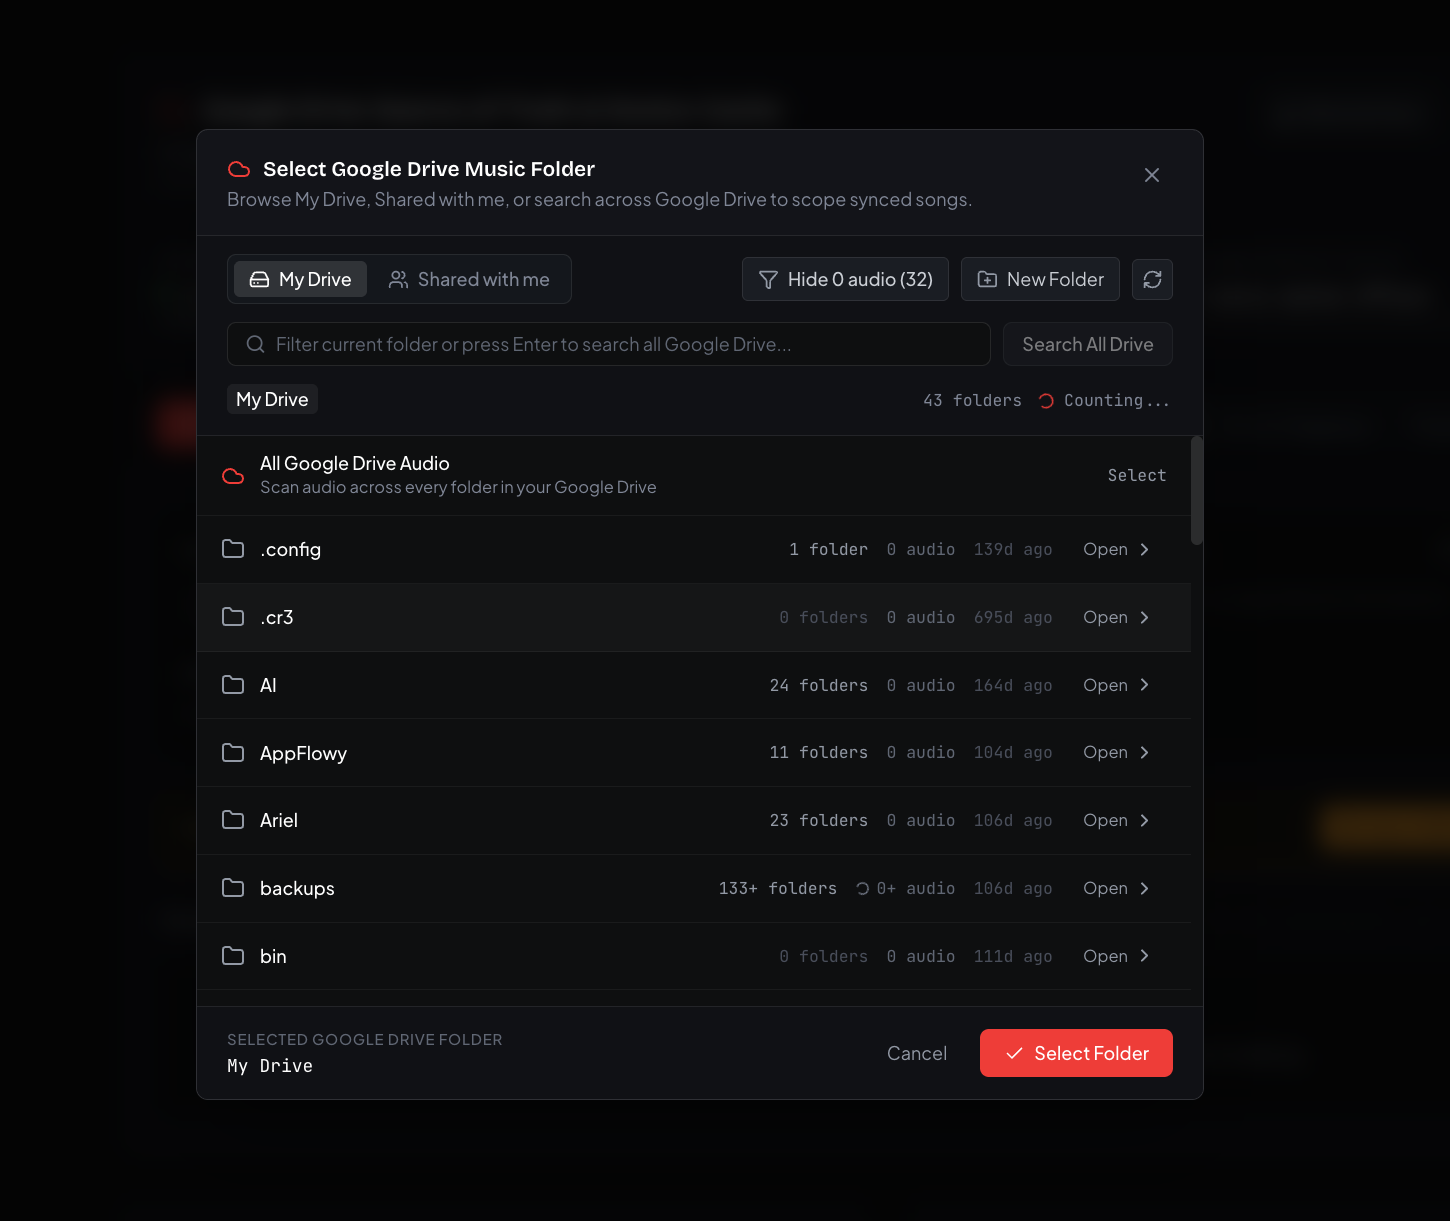 Select Google Drive Music Folder
Browse My Drive, Shared with me, or search across Google Drive to scope synced songs.
My Drive
Shared with me
Hide 0 audio (32)
New Folder
Filter current folder or press Enter to search all Google Drive...
Search All Drive
My Drive
43 folders
Counting...
All Google Drive Audio
Scan audio across every folder in your Google Drive
Select
.config 1 folder 0 audio 139d ago Open
.cr3 0 folders 0 audio 695d ago Open
AI 24 folders 0 audio 164d ago Open
AppFlowy 11 folders 0 audio 104d ago Open
Ariel 23 folders 0 audio 106d ago Open
backups 133+ folders 0+ audio 106d ago Open
bin 0 folders 0 audio 111d ago Open
SELECTED GOOGLE DRIVE FOLDER
My Drive
Cancel
Select Folder